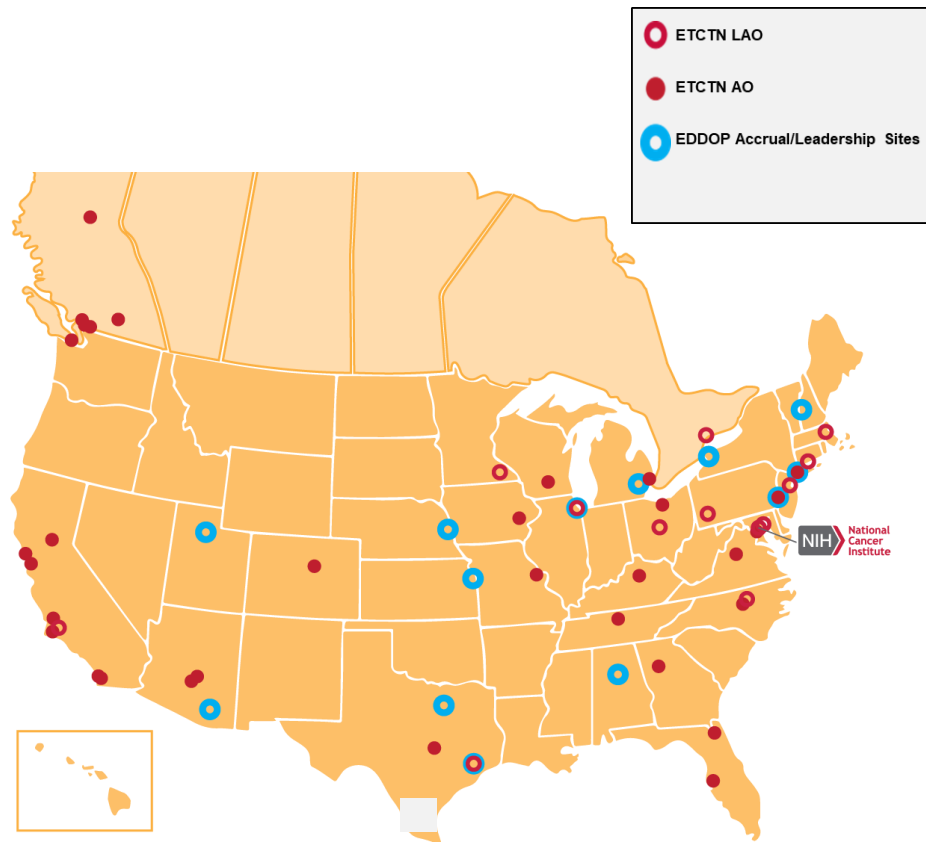 ETCTN LAO
ETCTN AO
EDDOP Accrual/Leadership Sites
NIH
National
Cancer
Institute